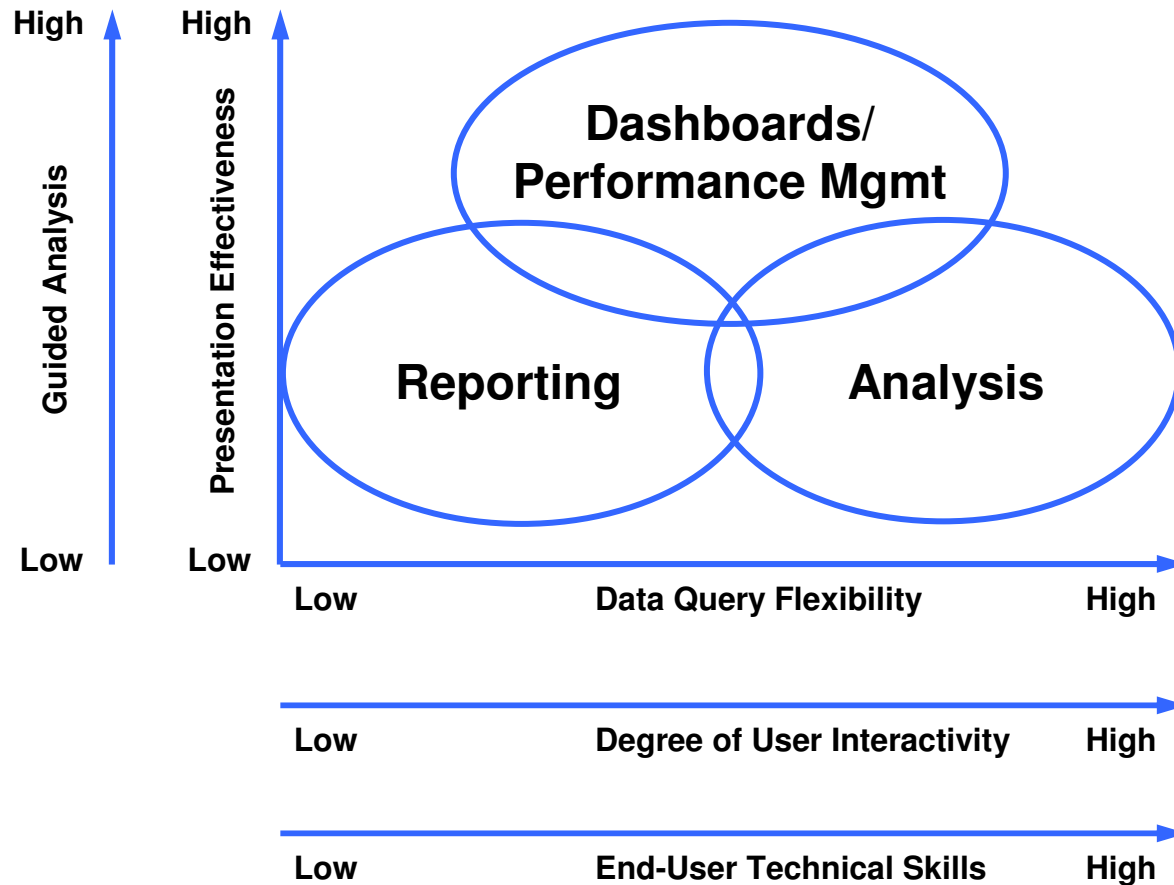 High
High
Guided Analysis
Presentation Effectiveness
Dashboards/
Performance Mgmt
Reporting
Analysis
Low
Low
Low Data Query Flexibility High
Low Degree of User Interactivity High
Low End-User Technical Skills High